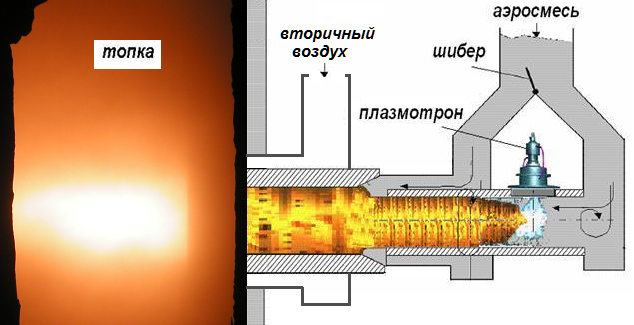 топка
вторичный
воздух
аэросмесь
шибер
плазмотрон